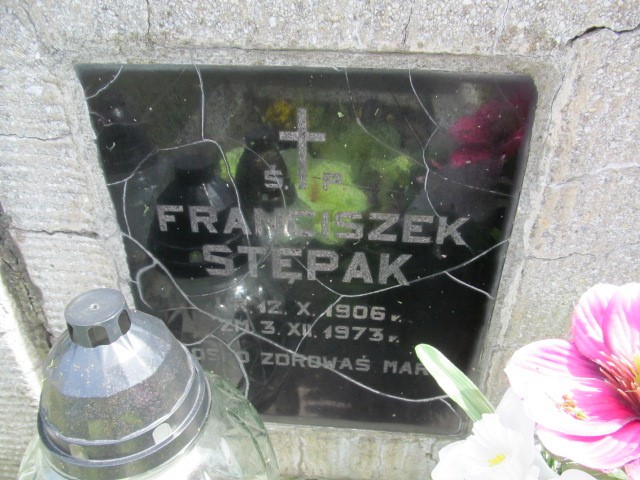 Ś. P.
FRANCISZEK
STĘPAK
12. X. 1906 r.
ZM. 3. XII. 1973 r.
ZDROWAŚ